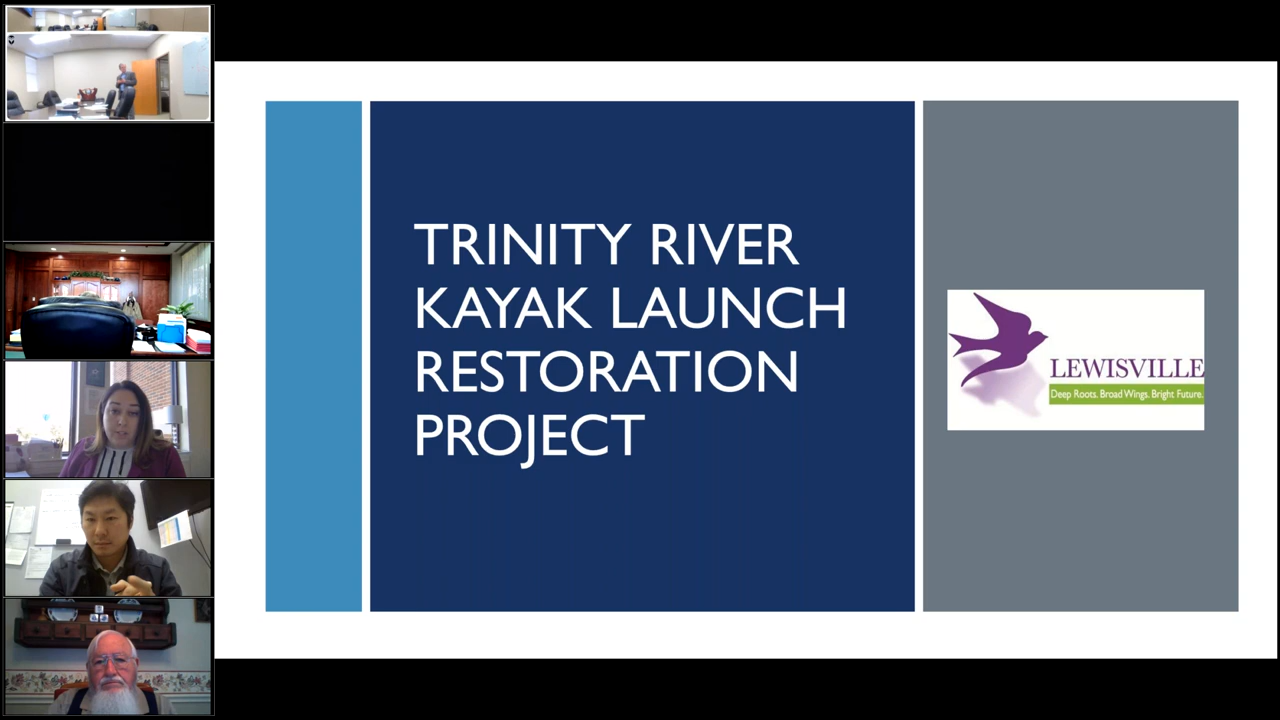 TRINITY RIVER
KAYAK LAUNCH
RESTORATION
PROJECT
LEWISVILLE
Deep Roots. Broad Wings. Bright Future.